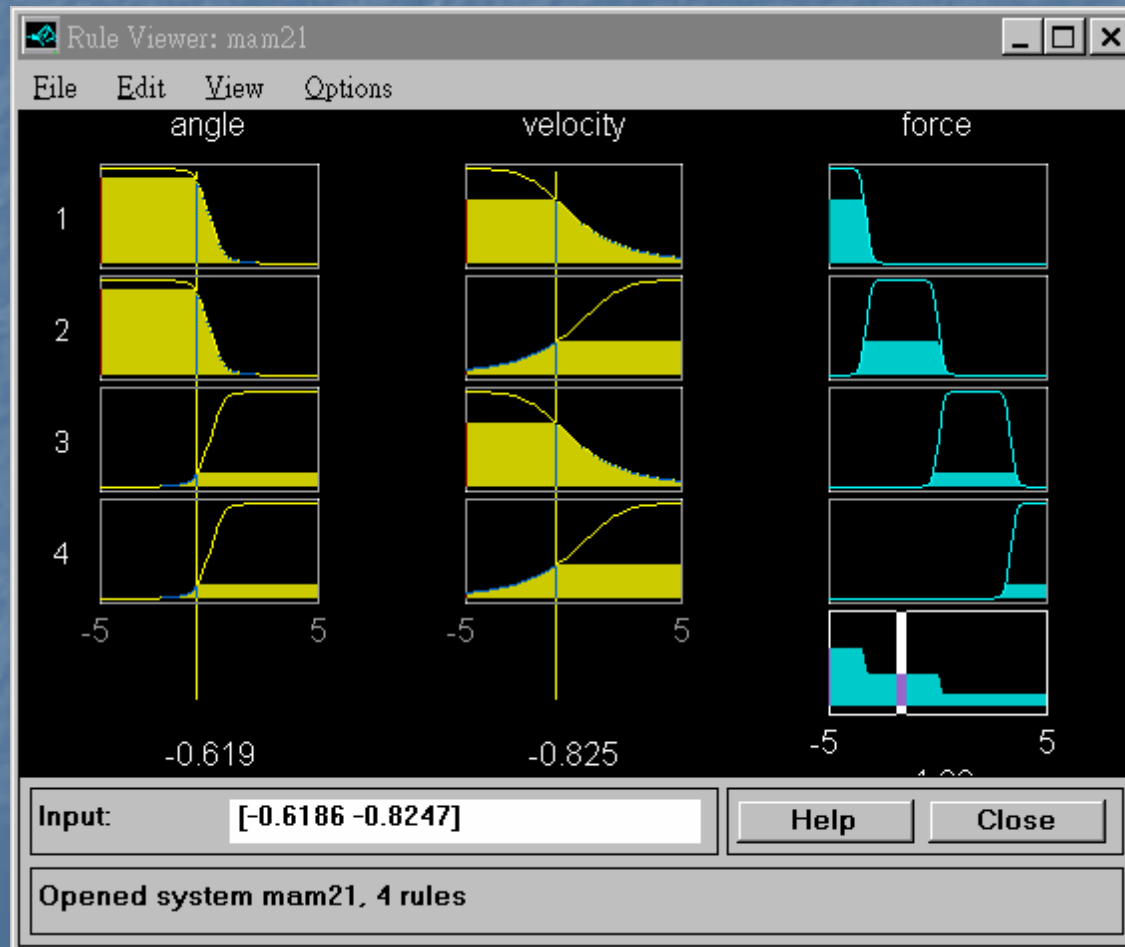 Rule Viewer: mam21
File Edit View Options
angle velocity force
1
2
3
4
-5 5 -5 5
-5 5
-0.619 -0.825
Input: [-0.6186 -0.8247] Help Close
Opened system mam21, 4 rules